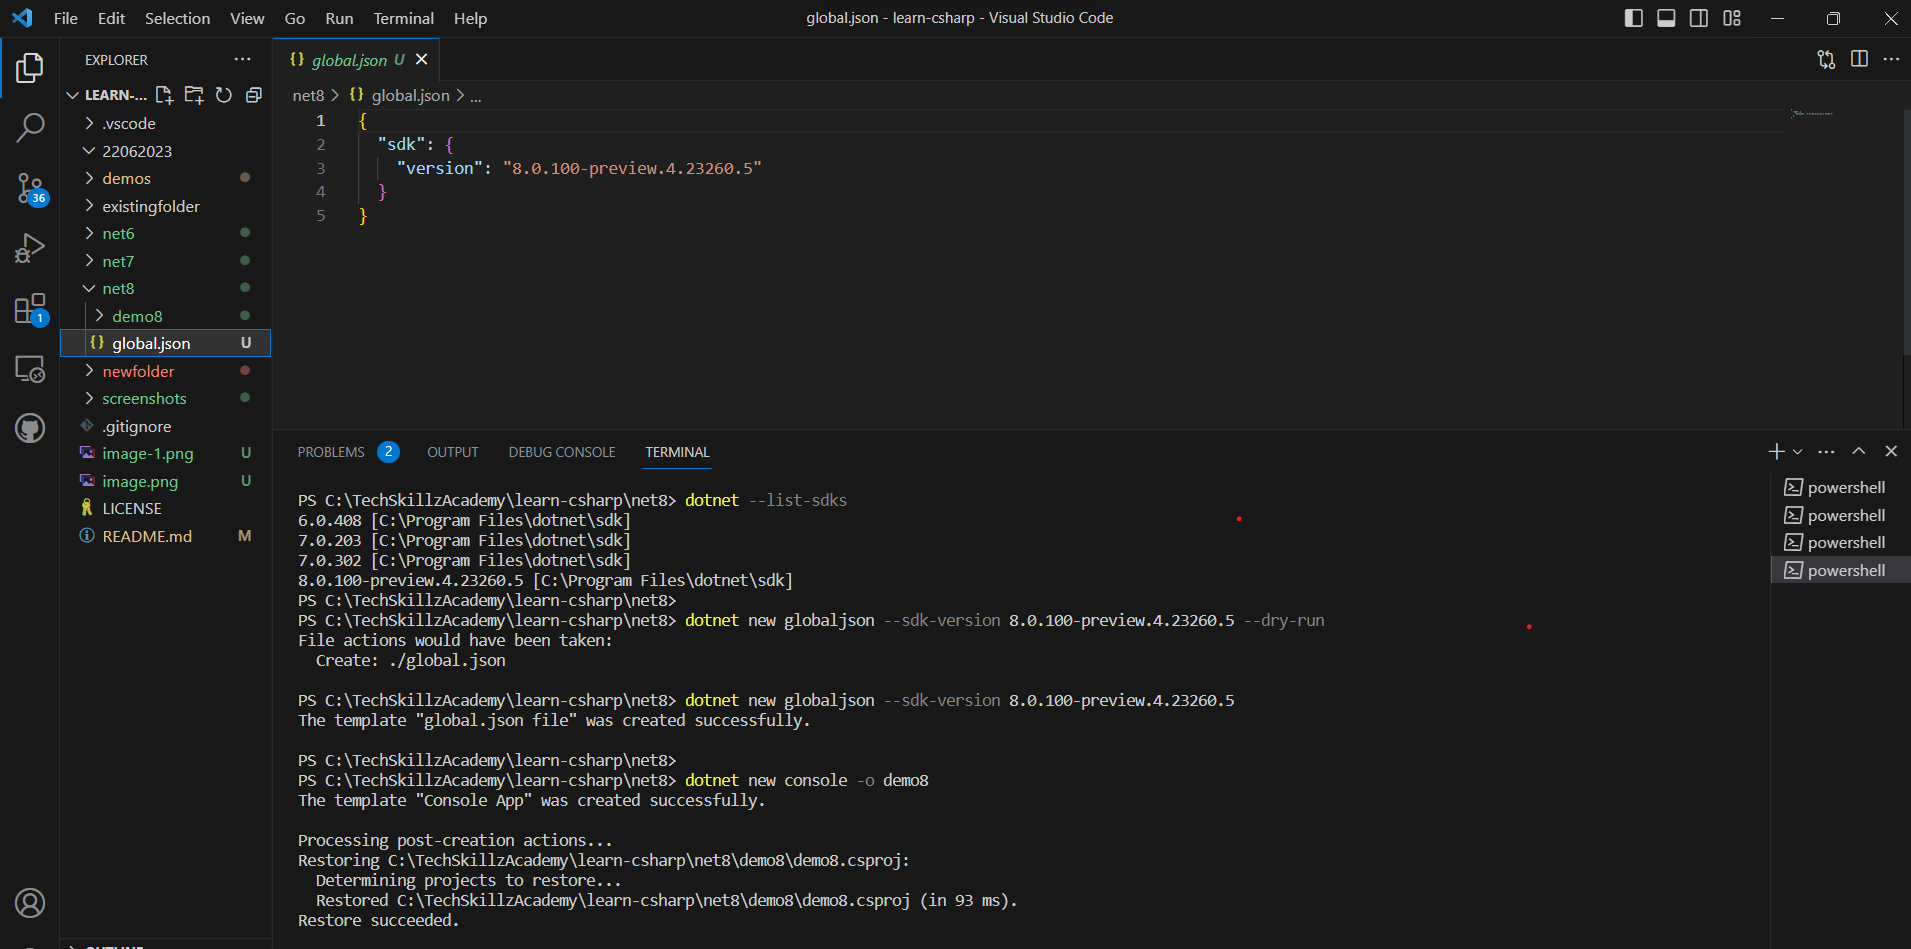 File Edit Selection View Go Run Terminal Help
global.json - learn-csharp - Visual Studio Code
EXPLORER
LEARN-...
.vscode
22062023
demos
existingfolder
net6
net7
net8
demo8
{} global.json U
newfolder
screenshots
.gitignore
image-1.png U
image.png U
LICENSE
README.md M
36
1
{} global.json U
net8 > {} global.json > ...
1 {
2 "sdk": {
3 "version": "8.0.100-preview.4.23260.5"
4 }
5 }
PROBLEMS 2 OUTPUT DEBUG CONSOLE TERMINAL
PS C:\TechSkillzAcademy\learn-csharp\net8> dotnet --list-sdks
6.0.408 [C:\Program Files\dotnet\sdk]
7.0.203 [C:\Program Files\dotnet\sdk]
7.0.302 [C:\Program Files\dotnet\sdk]
8.0.100-preview.4.23260.5 [C:\Program Files\dotnet\sdk]
PS C:\TechSkillzAcademy\learn-csharp\net8>
PS C:\TechSkillzAcademy\learn-csharp\net8> dotnet new globaljson --sdk-version 8.0.100-preview.4.23260.5 --dry-run
File actions would have been taken:
Create: ./global.json
PS C:\TechSkillzAcademy\learn-csharp\net8> dotnet new globaljson --sdk-version 8.0.100-preview.4.23260.5
The template "global.json file" was created successfully.
PS C:\TechSkillzAcademy\learn-csharp\net8>
PS C:\TechSkillzAcademy\learn-csharp\net8> dotnet new console -o demo8
The template "Console App" was created successfully.
Processing post-creation actions...
Restoring C:\TechSkillzAcademy\learn-csharp\net8\demo8\demo8.csproj:
Determining projects to restore...
Restored C:\TechSkillzAcademy\learn-csharp\net8\demo8\demo8.csproj (in 93 ms).
Restore succeeded.
powershell
powershell
powershell
powershell